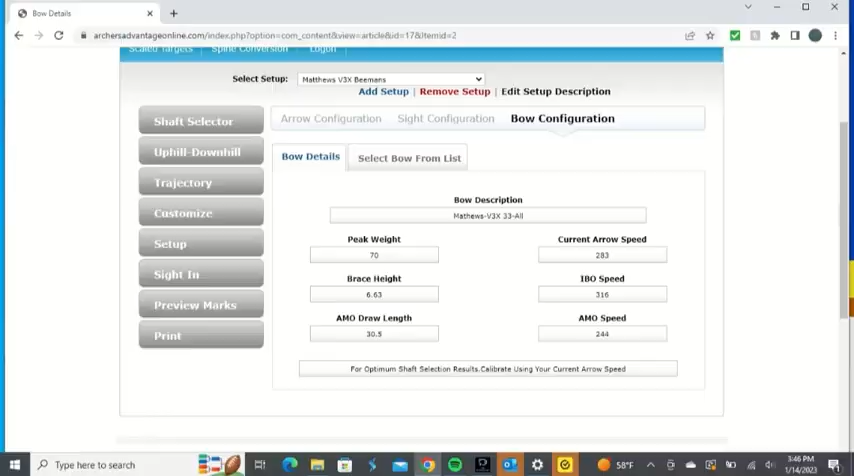 Bow Details
archersadvantageonline.com/index.php?option=com_content&view=article&id=17&Itemid=2
Scaled Targets Spine Conversion Logon
Select Setup: Matthews V3X Beemans
Add Setup | Remove Setup | Edit Setup Description
Shaft Selector
Uphill-Downhill
Trajectory
Customize
Setup
Sight In
Preview Marks
Print
Arrow Configuration Sight Configuration Bow Configuration
Bow Details Select Bow From List
Bow Description
Mathews-V3X 33-All
Peak Weight Current Arrow Speed
70 283
Brace Height IBO Speed
6.63 316
AMO Draw Length AMO Speed
30.5 244
For Optimum Shaft Selection Results,Calibrate Using Your Current Arrow Speed
Type here to search
58°F
3:46 PM
1/14/2023